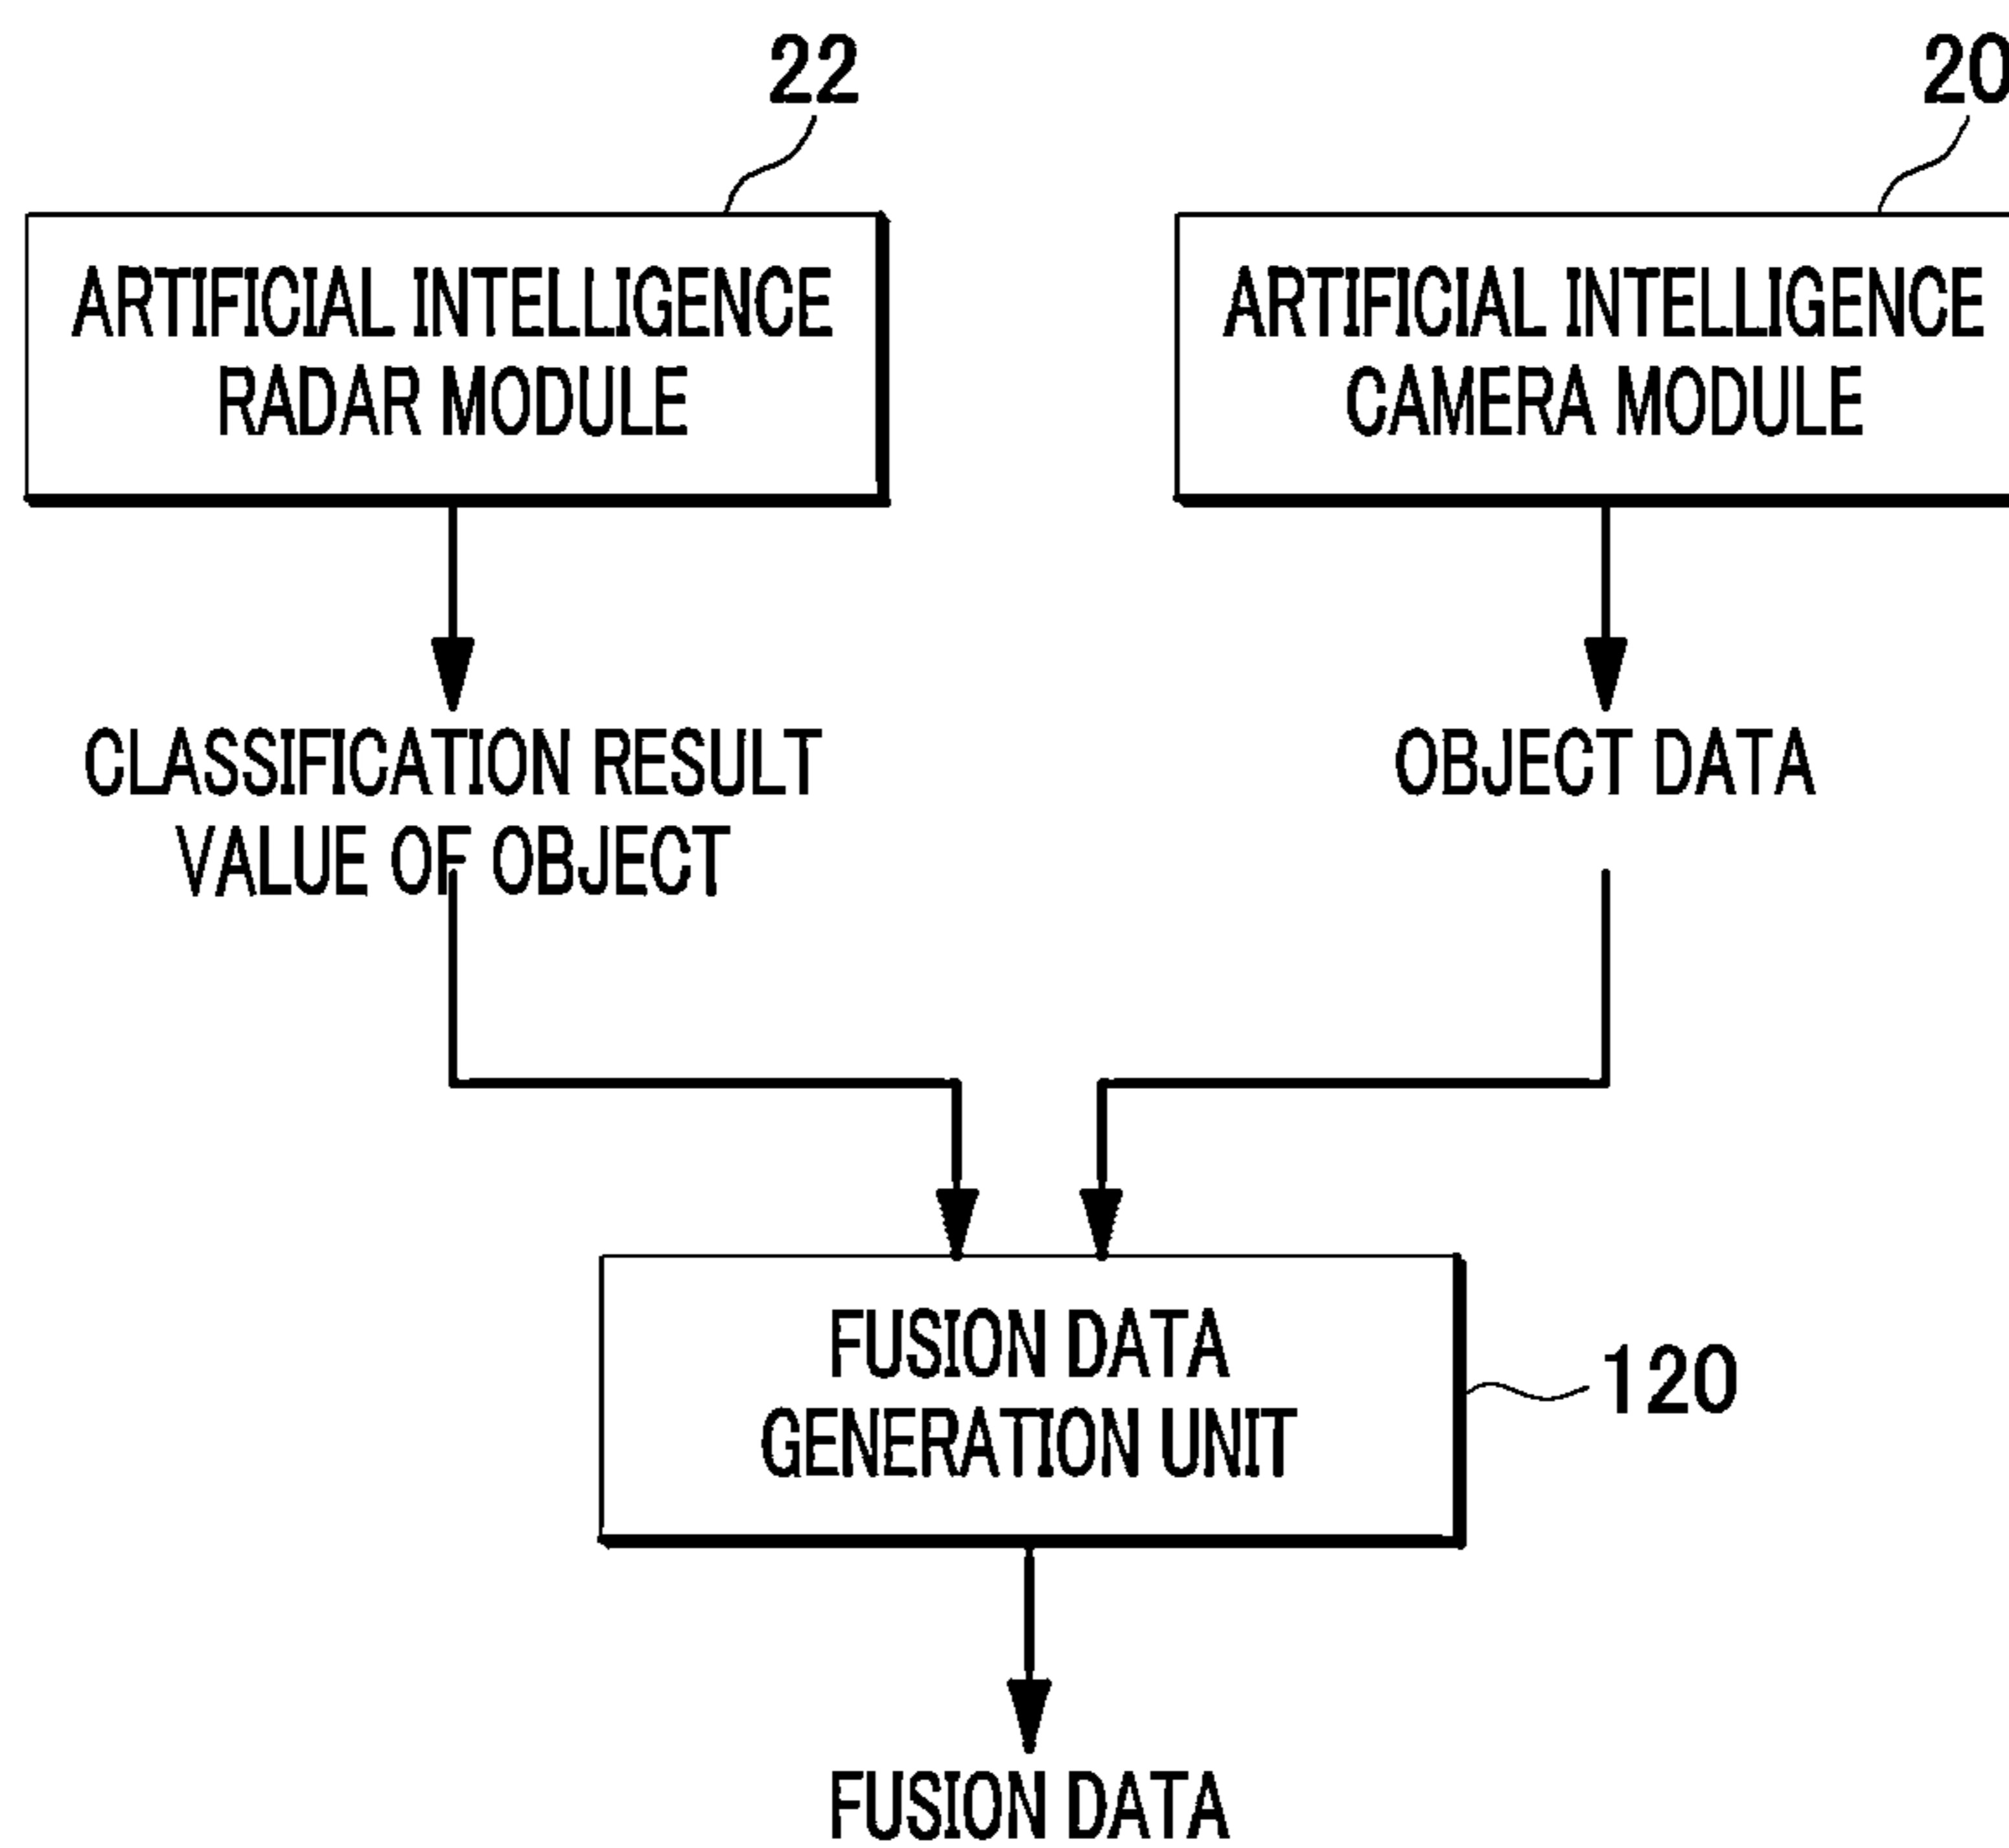 22
20
ARTIFICIAL INTELLIGENCE
RADAR MODULE
ARTIFICIAL INTELLIGENCE
CAMERA MODULE
CLASSIFICATION RESULT
VALUE OF OBJECT
OBJECT DATA
FUSION DATA
GENERATION UNIT
120
FUSION DATA